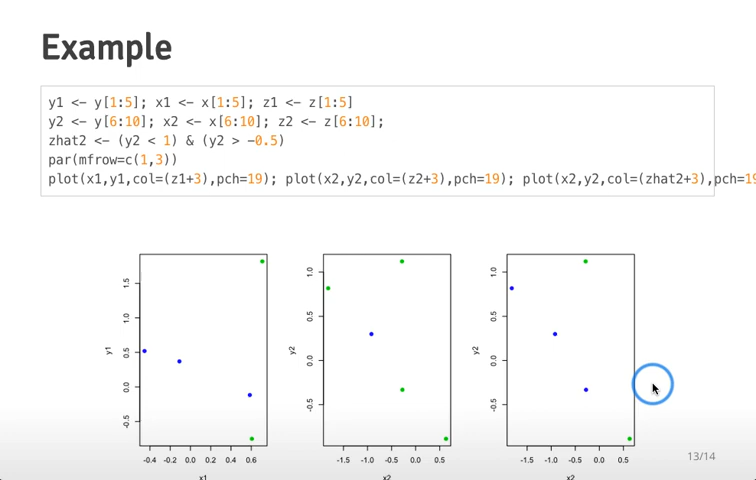 Example
y1 <- y[1:5]; x1 <- x[1:5]; z1 <- z[1:5]
y2 <- y[6:10]; x2 <- x[6:10]; z2 <- z[6:10];
zhat2 <- (y2 < 1) & (y2 > -0.5)
par(mfrow=c(1,3))
plot(x1,y1,col=(z1+3),pch=19); plot(x2,y2,col=(z2+3),pch=19); plot(x2,y2,col=(zhat2+3),pch=19
y1
-0.5 0.0 0.5 1.0 1.5
-0.4 -0.2 0.0 0.2 0.4 0.6
x1
y2
-0.5 0.0 0.5 1.0
-1.5 -1.0 -0.5 0.0 0.5
x2
y2
-0.5 0.0 0.5 1.0
-1.5 -1.0 -0.5 0.0 0.5
x2
13/14